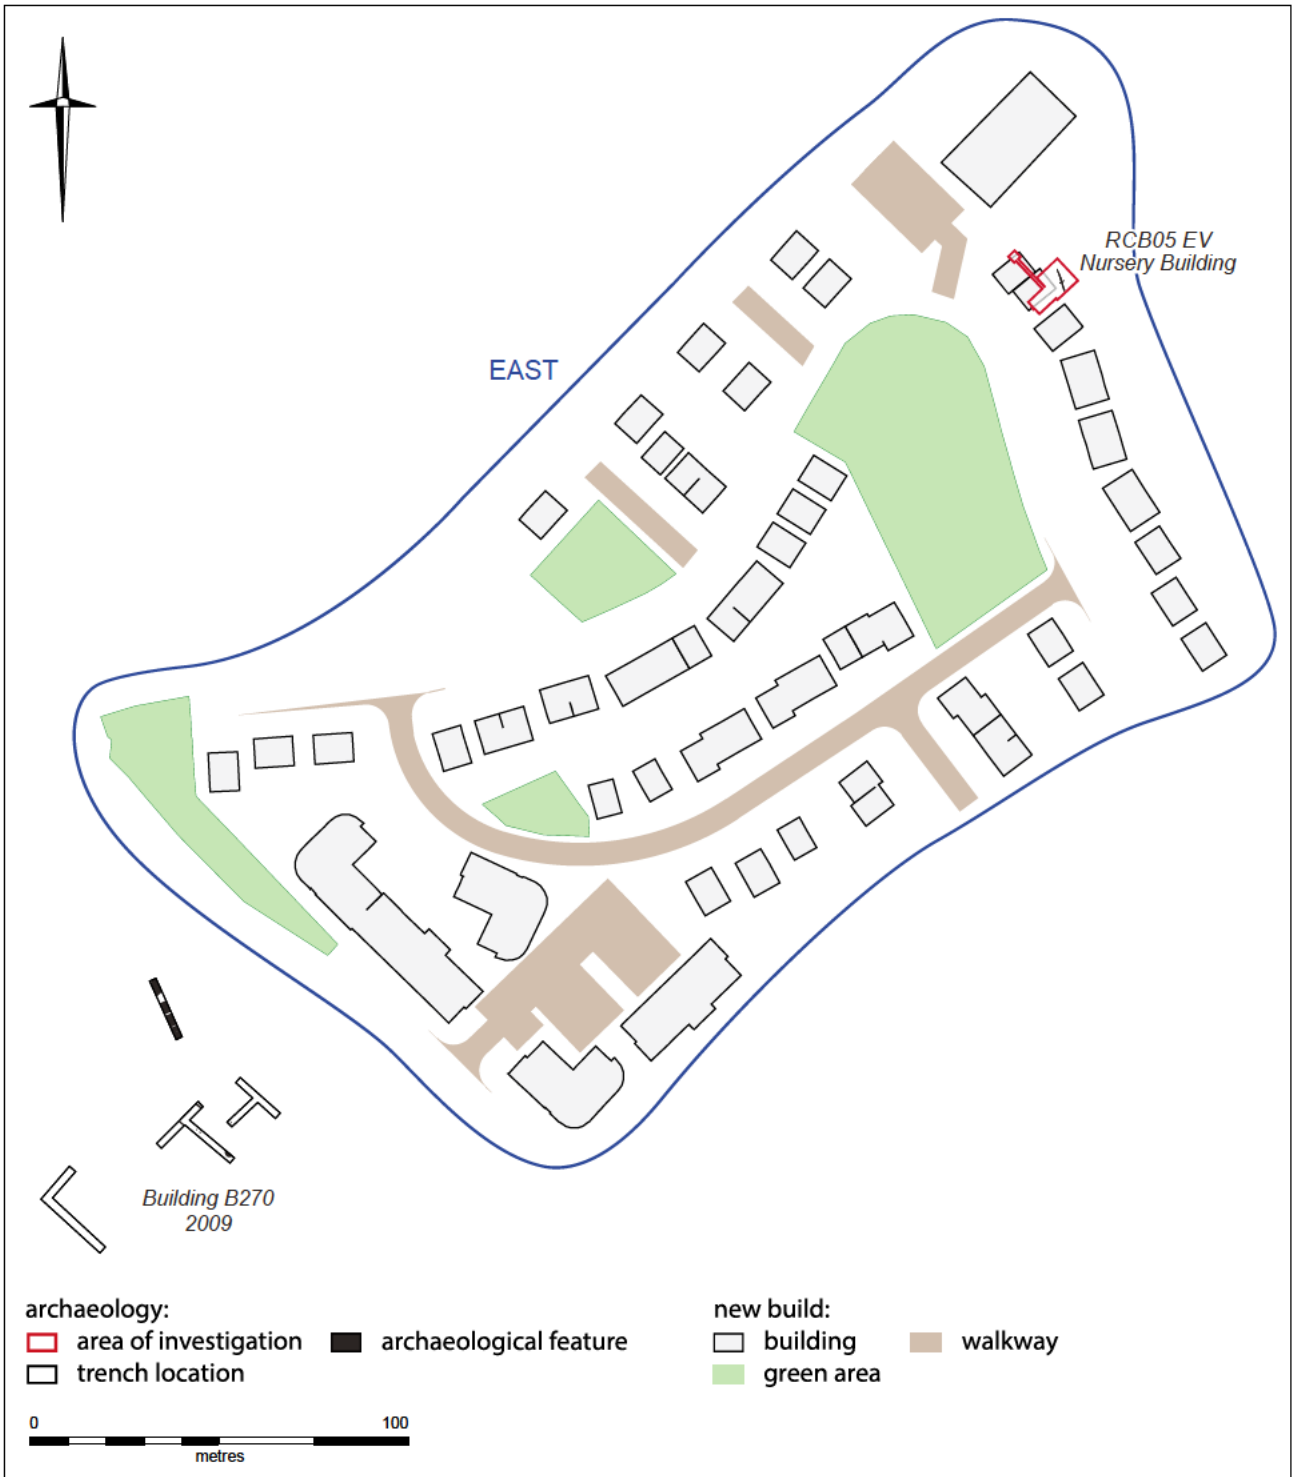 RCB05 EV
Nursery Building
EAST
Building B270
2009
archaeology:
area of investigation
archaeological feature
trench location
new build:
building
walkway
green area
0
100
metres